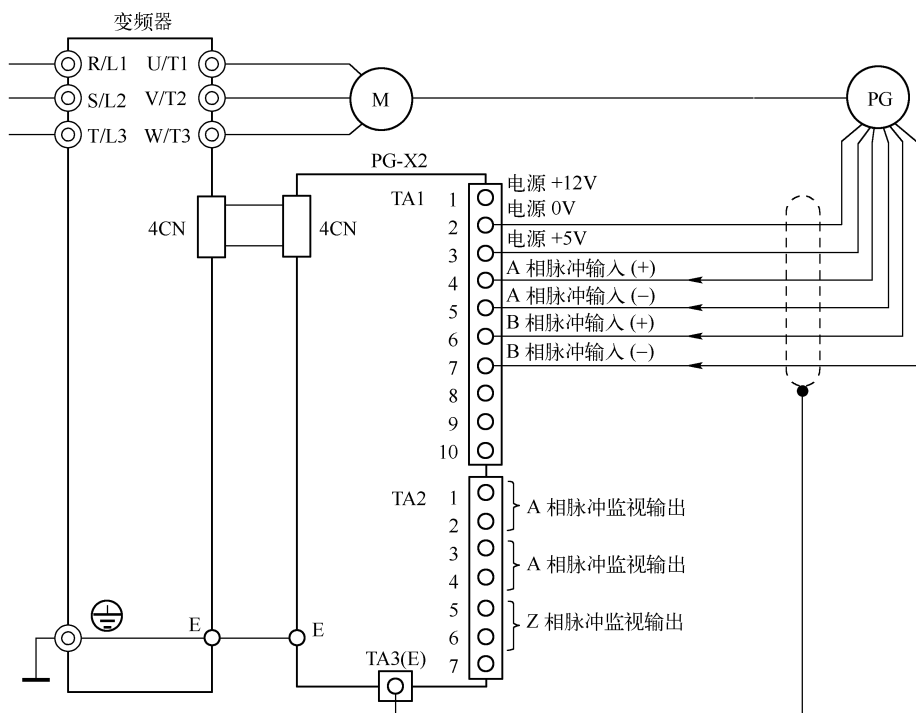 变频器
R/L1 U/T1
S/L2 V/T2
T/L3 W/T3
M
PG
PG-X2
4CN
4CN
TA1
1
2
3
4
5
6
7
8
9
10
电源 +12V
电源 0V
电源 +5V
A 相脉冲输入 (+)
A 相脉冲输入 (−)
B 相脉冲输入 (+)
B 相脉冲输入 (−)
TA2
1
2
3
4
5
6
7
A 相脉冲监视输出
A 相脉冲监视输出
Z 相脉冲监视输出
E
E
TA3(E)